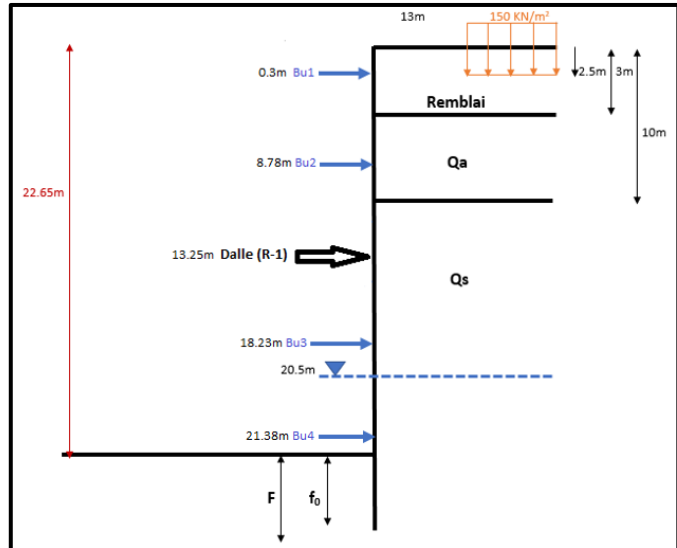 13m 150 KN/m²
0.3m Bu1
2.5m 3m
Remblai
10m
8.78m Bu2
Qa
22.65m
13.25m Dalle (R-1)
Qs
18.23m Bu3
20.5m
21.38m Bu4
F f₀